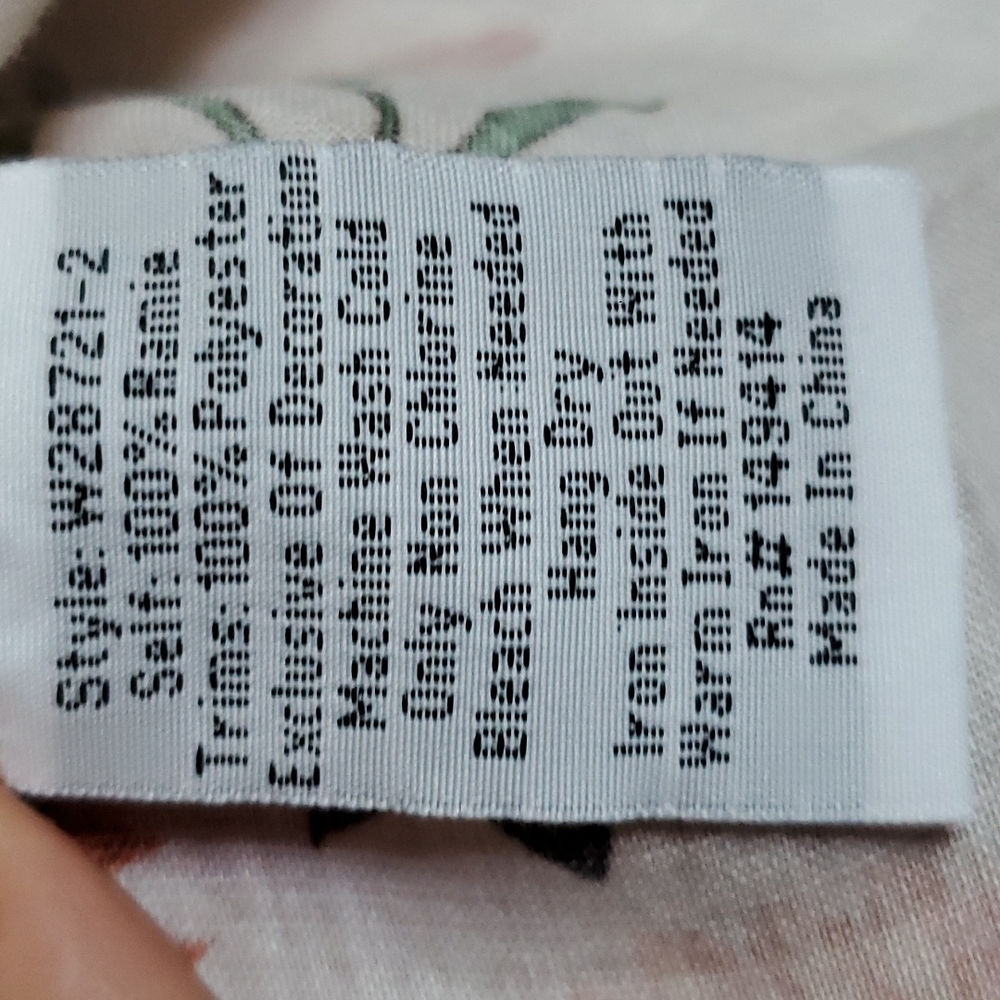 Style: W28721-2
Self: 100% Ramie
Trims: 100% Polyester
Exclusive Of Decoration
Machine Wash Cold
Only Non Chlorine
Bleach When Needed
Hang Dry
Iron Inside Out With
Warm Iron If Needed
Rn# 149414
Made In China